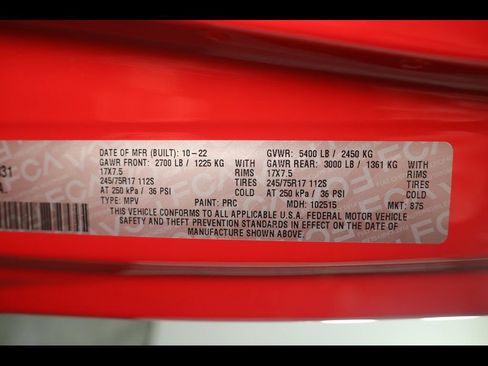 DATE OF MFR (BUILT): 10-22 GVWR: 5400 LB / 2450 KG
GAWR FRONT: 2700 LB / 1225 KG WITH GAWR REAR: 3000 LB / 1361 KG WITH
17X7.5 RIMS 17X7.5 RIMS
245/75R17 112S TIRES 245/75R17 112S TIRES
AT 250 kPa / 36 PSI COLD AT 250 kPa / 36 PSI COLD
TYPE: MPV PAINT: PRC MDH: 102515 MKT: 875
THIS VEHICLE CONFORMS TO ALL APPLICABLE U.S.A. FEDERAL MOTOR VEHICLE
SAFETY AND THEFT PREVENTION STANDARDS IN EFFECT ON THE DATE OF
MANUFACTURE SHOWN ABOVE.